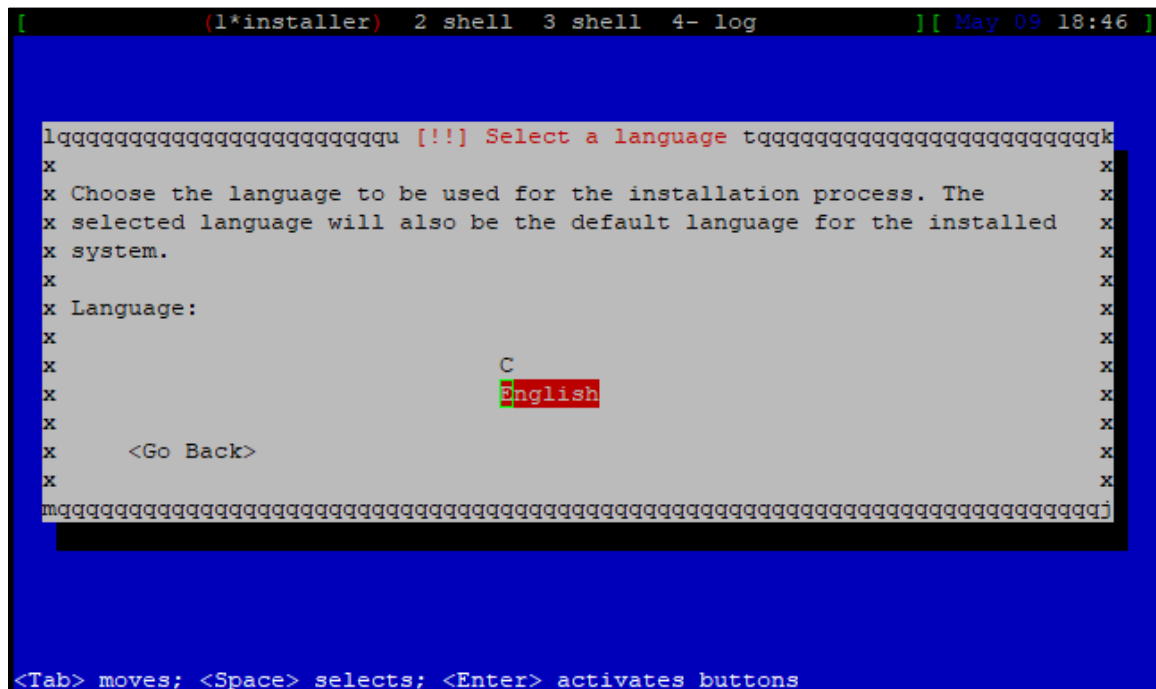 [ (1*installer) 2 shell 3 shell 4- log ][ May 09 18:46 ]
lqqqqqqqqqqqqqqqqqqqqqqqu [!!] Select a language tqqqqqqqqqqqqqqqqqqqqqqqqk
x x
x Choose the language to be used for the installation process. The x
x selected language will also be the default language for the installed x
x system. x
x x
x Language: x
x x
x C x
x English x
x x
x <Go Back> x
x x
mqqqqqqqqqqqqqqqqqqqqqqqqqqqqqqqqqqqqqqqqqqqqqqqqqqqqqqqqqqqqqqqqqqqqqqqqqj
<Tab> moves; <Space> selects; <Enter> activates buttons